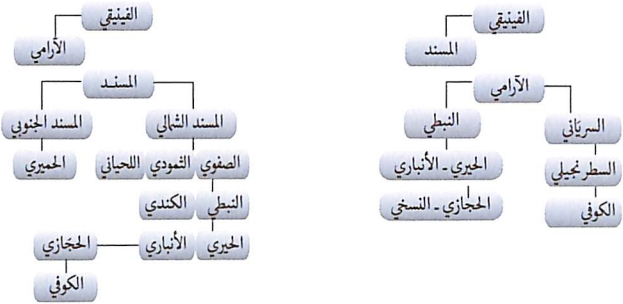 الفينيقي
المسند
الآرامي
السرياني
النبطي
السطرنجيلي
الحيري - الأنباري
الكوفي
الحجازي - النسخي
الفينيقي
الآرامي
المسند
المسند الشمالي
المسند الجنوبي
الصفوي
الثمودي
اللحياني
الحميري
النبطي
الكندي
الحيري
الأنباري
الحجازي
الكوفي